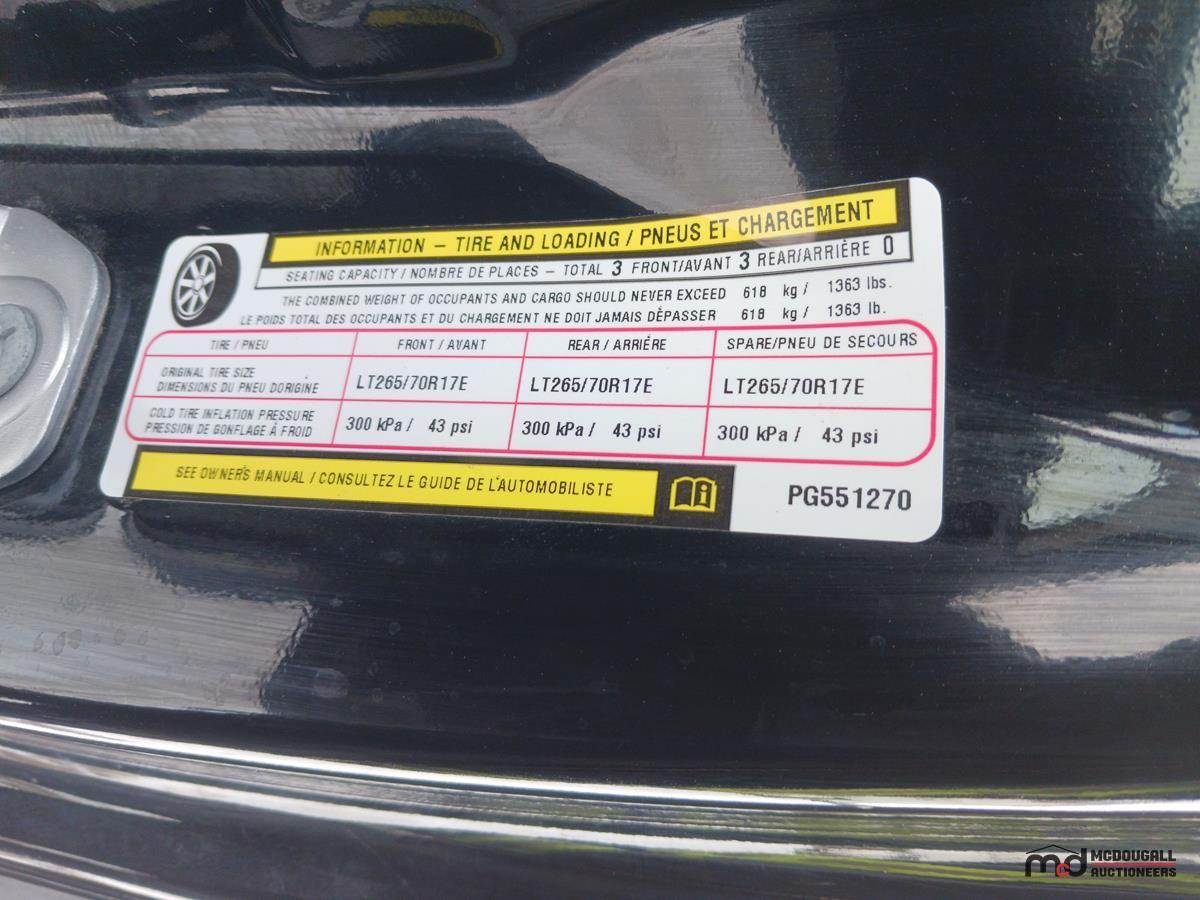 INFORMATION – TIRE AND LOADING / PNEUS ET CHARGEMENT
SEATING CAPACITY / NOMBRE DE PLACES – TOTAL 3 FRONT/AVANT 3 REAR/ARRIÈRE 0
THE COMBINED WEIGHT OF OCCUPANTS AND CARGO SHOULD NEVER EXCEED 618 kg / 1363 lbs.
LE POIDS TOTAL DES OCCUPANTS ET DU CHARGEMENT NE DOIT JAMAIS DÉPASSER 618 kg / 1363 lb.
TIRE / PNEU FRONT / AVANT REAR / ARRIÉRE SPARE/PNEU DE SECOURS
ORIGINAL TIRE SIZE
DIMENSIONS DU PNEU DORIGINE LT265/70R17E LT265/70R17E LT265/70R17E
COLD TIRE INFLATION PRESSURE
PRESSION DE GONFLAGE À FROID 300 kPa / 43 psi 300 kPa / 43 psi 300 kPa / 43 psi
SEE OWNER'S MANUAL / CONSULTEZ LE GUIDE DE L'AUTOMOBILISTE
PG551270
mcd MCDOUGALL
AUCTIONEERS